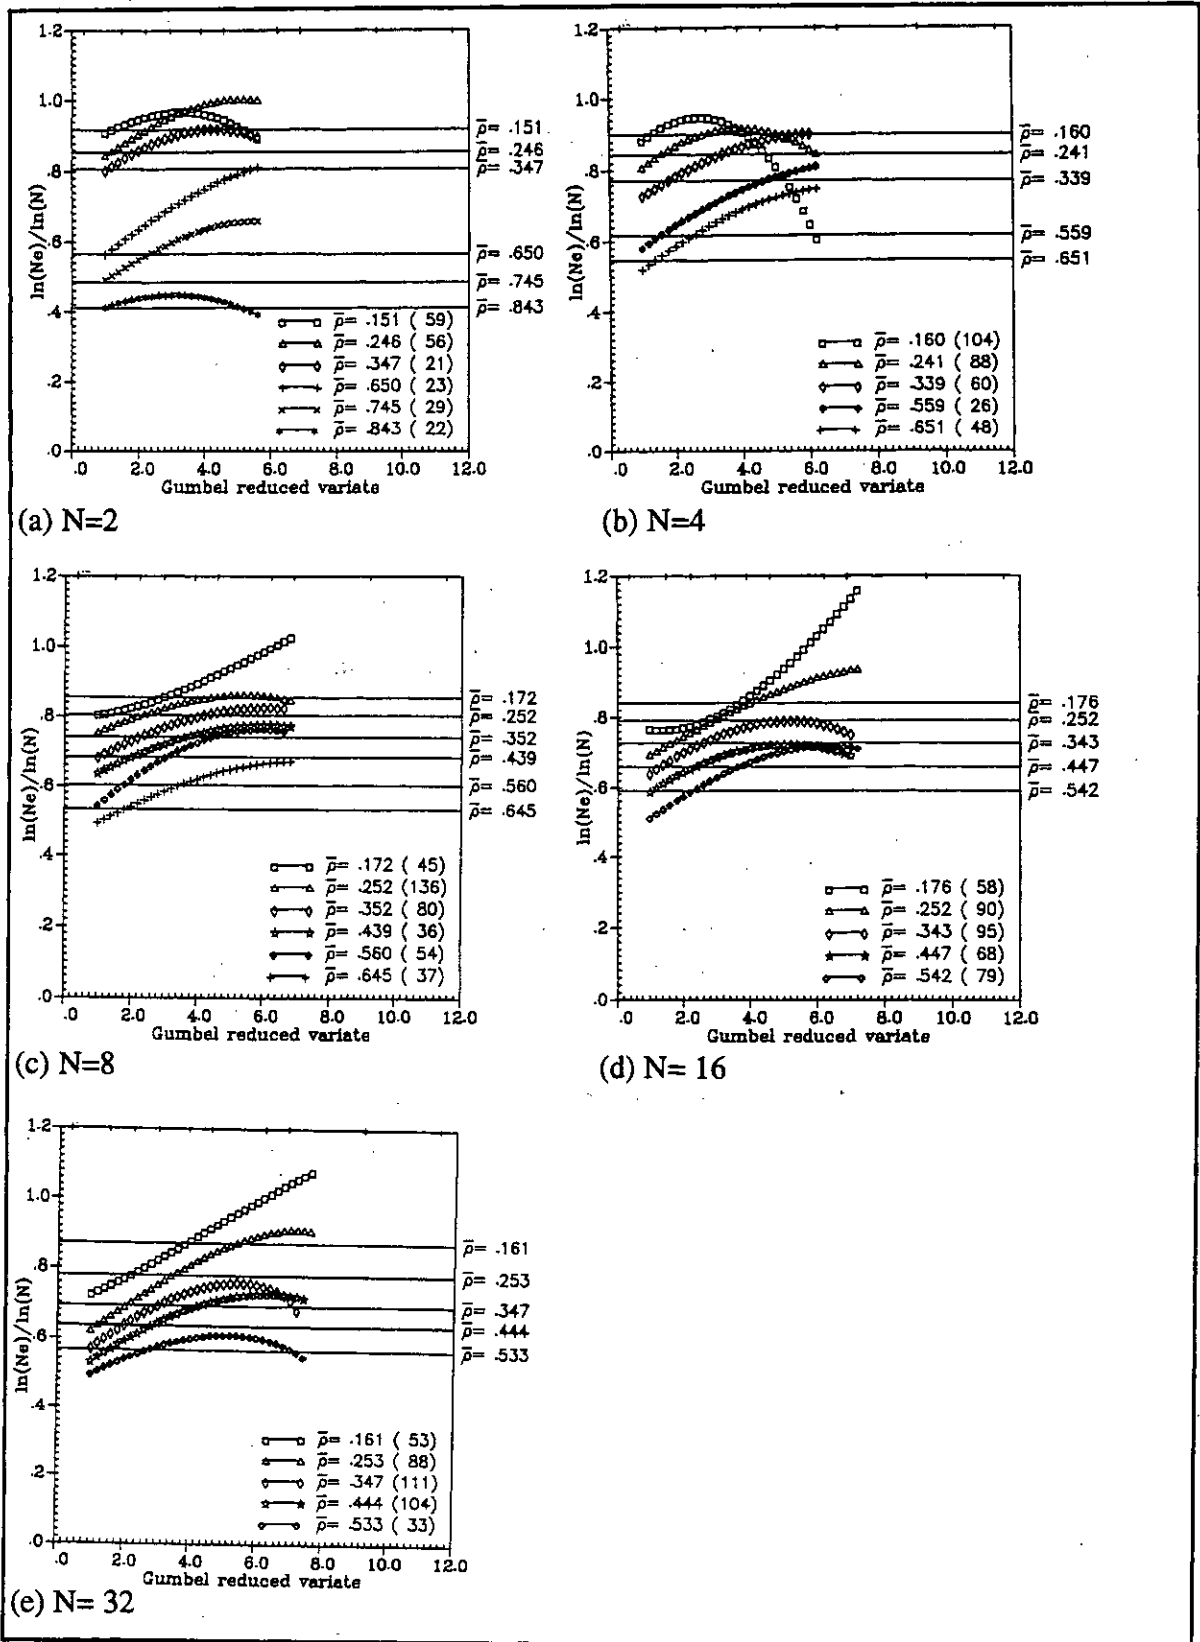 1.2
1.0
.8
.6
.4
.2
.0
ln(Ne)/ln(N)
ρ̅= .151
ρ̅= .246
ρ̅= .347
ρ̅= .650
ρ̅= .745
ρ̅= .843
ρ̅= .151 ( 59)
ρ̅= .246 ( 56)
ρ̅= .347 ( 21)
ρ̅= .650 ( 23)
ρ̅= .745 ( 29)
ρ̅= .843 ( 22)
.0 2.0 4.0 6.0 8.0 10.0 12.0
Gumbel reduced variate
(a) N=2
1.2
1.0
.8
.6
.4
.2
.0
ln(Ne)/ln(N)
ρ̅= .160
ρ̅= .241
ρ̅= .339
ρ̅= .559
ρ̅= .651
ρ̅= .160 (104)
ρ̅= .241 ( 88)
ρ̅= .339 ( 60)
ρ̅= .559 ( 26)
ρ̅= .651 ( 48)
.0 2.0 4.0 6.0 8.0 10.0 12.0
Gumbel reduced variate
(b) N=4
1.2
1.0
.8
.6
.4
.2
.0
ln(Ne)/ln(N)
ρ̅= .172
ρ̅= .252
ρ̅= .352
ρ̅= .439
ρ̅= .560
ρ̅= .645
ρ̅= .172 ( 45)
ρ̅= .252 (136)
ρ̅= .352 ( 80)
ρ̅= .439 ( 36)
ρ̅= .560 ( 54)
ρ̅= .645 ( 37)
.0 2.0 4.0 6.0 8.0 10.0 12.0
Gumbel reduced variate
(c) N=8
1.2
1.0
.8
.6
.4
.2
.0
ln(Ne)/ln(N)
ρ̅= .176
ρ̅= .252
ρ̅= .343
ρ̅= .447
ρ̅= .542
ρ̅= .176 ( 58)
ρ̅= .252 ( 90)
ρ̅= .343 ( 95)
ρ̅= .447 ( 68)
ρ̅= .542 ( 79)
.0 2.0 4.0 6.0 8.0 10.0 12.0
Gumbel reduced variate
(d) N= 16
1.2
1.0
.8
.6
.4
.2
.0
ln(Ne)/ln(N)
ρ̅= .161
ρ̅= .253
ρ̅= .347
ρ̅= .444
ρ̅= .533
ρ̅= .161 ( 53)
ρ̅= .253 ( 88)
ρ̅= .347 (111)
ρ̅= .444 (104)
ρ̅= .533 ( 33)
.0 2.0 4.0 6.0 8.0 10.0 12.0
Gumbel reduced variate
(e) N= 32